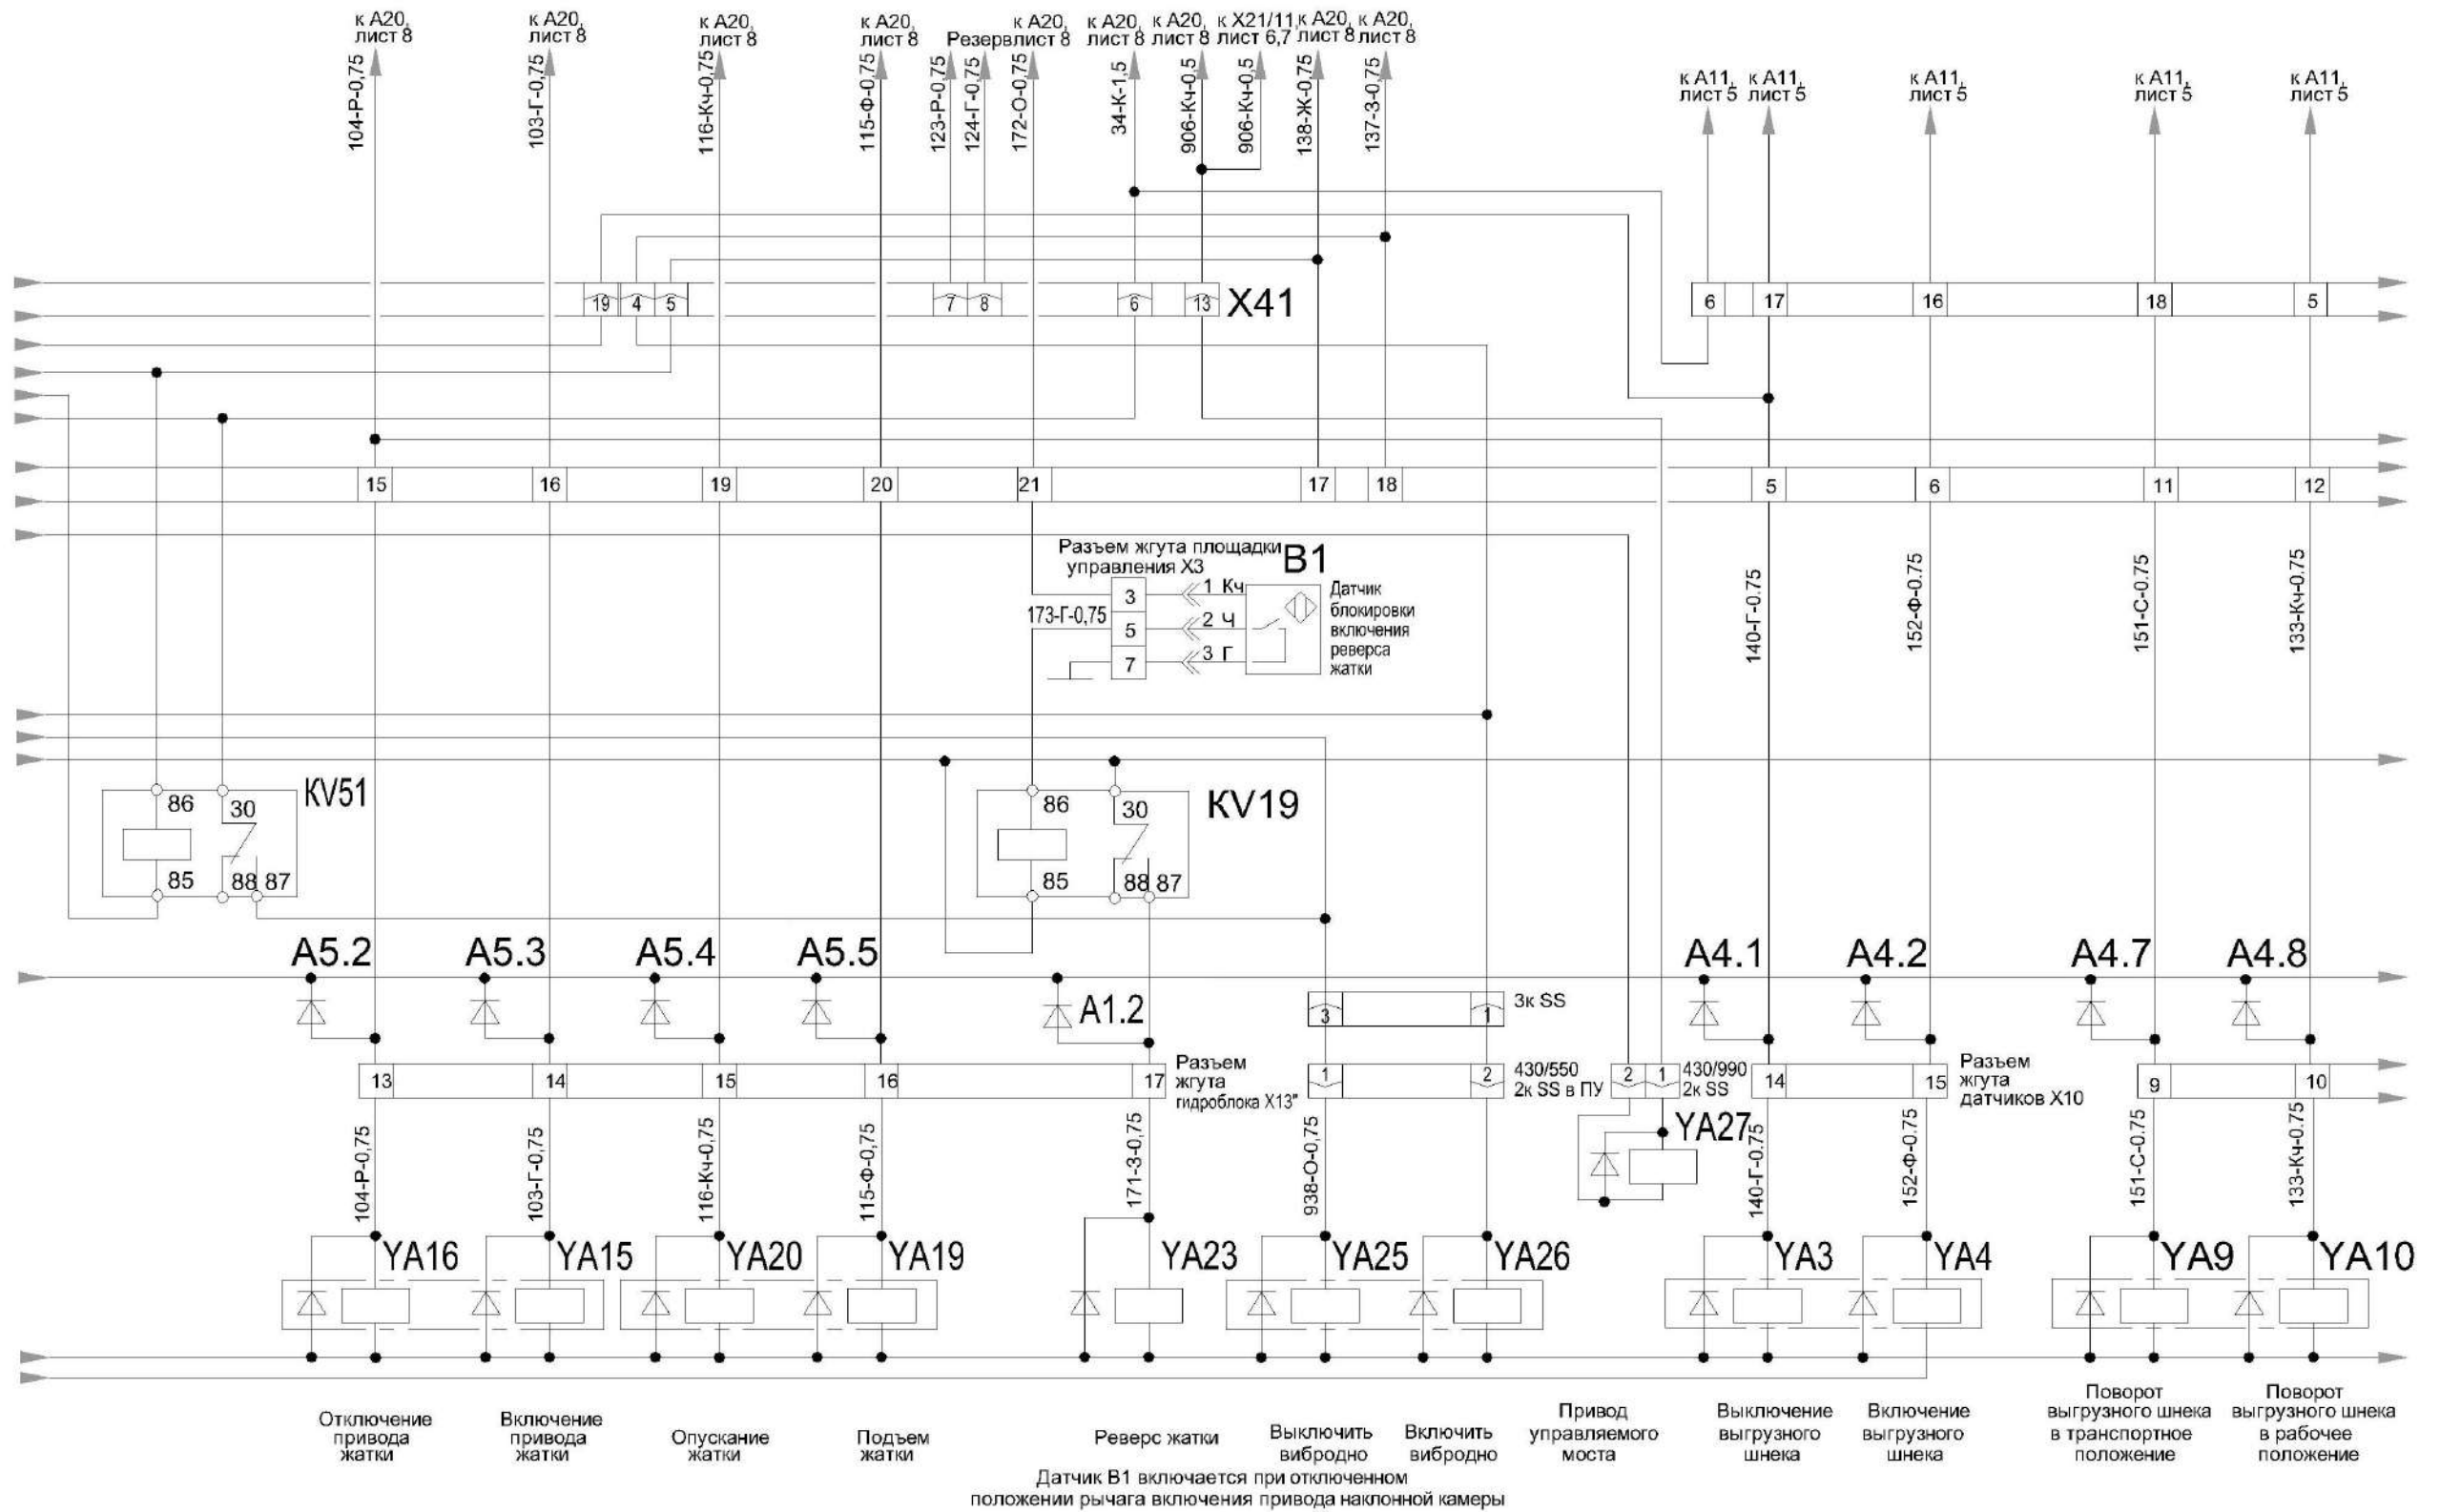 к А20,
лист 8
к А20,
лист 8
к А20,
лист 8
к А20,
лист 8
Резерв
к А20,
лист 8
к А20,
лист 8
к А20,
лист 8
к Х21/11,
лист 6,7
к А20,
лист 8
к А20,
лист 8
к А11,
лист 5
к А11,
лист 5
к А11,
лист 5
к А11,
лист 5
к А11,
лист 5
104-Р-0,75
103-Г-0,75
116-Кч-0,75
115-Ф-0,75
123-Р-0,75
124-Г-0,75
172-О-0,75
34-К-1,5
906-Кч-0,5
906-Кч-0,5
138-Ж-0,75
137-З-0,75
19 4 5 7 8 6 13 Х41 6 17 16 18 5
15 16 19 20 21 17 18 5 6 11 12
Разъем жгута площадки
управления Х3
В1
3 1 Кч
173-Г-0,75
5 2 Ч
7 3 Г
Датчик
блокировки
включения
реверса
жатки
140-Г-0.75
152-Ф-0.75
151-С-0.75
133-Кч-0.75
KV51
86 30
85 88 87
KV19
86 30
85 88 87
А5.2 А5.3 А5.4 А5.5 А1.2 А4.1 А4.2 А4.7 А4.8
3 1 3к SS
13 14 15 16 17
Разъем
жгута
гидроблока Х13"
1 2
430/550
2к SS в ПУ
2 1
430/990
2к SS
14 15
Разъем
жгута
датчиков Х10
9 10
104-Р-0,75
103-Г-0,75
116-Кч-0,75
115-Ф-0,75
171-З-0,75
938-О-0,75
YA27
140-Г-0.75
152-Ф-0.75
151-С-0.75
133-Кч-0.75
YA16 YA15 YA20 YA19 YA23 YA25 YA26 YA3 YA4 YA9 YA10
Отключение
привода
жатки
Включение
привода
жатки
Опускание
жатки
Подъем
жатки
Реверс жатки
Выключить
вибродно
Включить
вибродно
Привод
управляемого
моста
Выключение
выгрузного
шнека
Включение
выгрузного
шнека
Поворот
выгрузного шнека
в транспортное
положение
Поворот
выгрузного шнека
в рабочее
положение
Датчик В1 включается при отключенном
положении рычага включения привода наклонной камеры